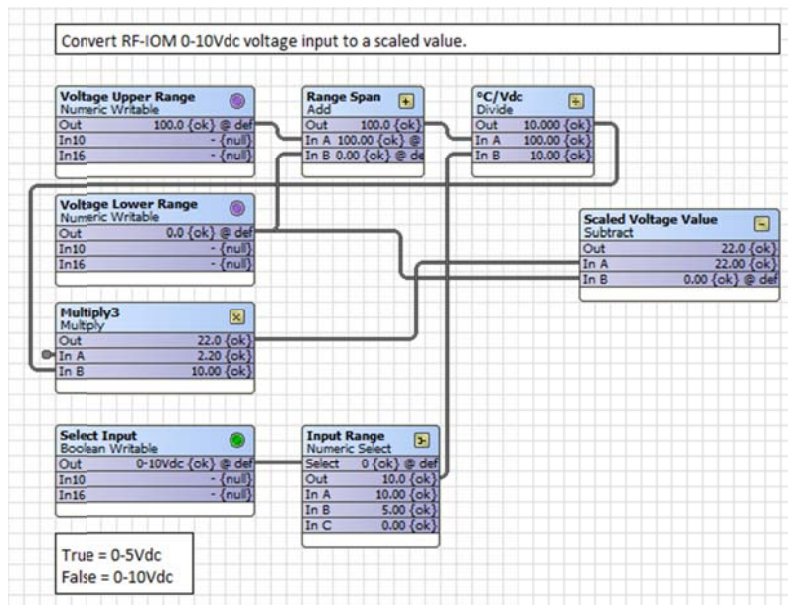 Convert RF-IOM 0-10Vdc voltage input to a scaled value.
Voltage Upper Range
Numeric Writable
Out 100.0 {ok} @ def
In10 - {null}
In16 - {null}
Range Span
Add
Out 100.0 {ok}
In A 100.00 {ok} @
In B 0.00 {ok} @ de
°C/Vdc
Divide
Out 10.000 {ok}
In A 100.00 {ok}
In B 10.00 {ok}
Voltage Lower Range
Numeric Writable
Out 0.0 {ok} @ def
In10 - {null}
In16 - {null}
Scaled Voltage Value
Subtract
Out 22.0 {ok}
In A 22.00 {ok}
In B 0.00 {ok} @ def
Multiply3
Multiply
Out 22.0 {ok}
In A 2.20 {ok}
In B 10.00 {ok}
Select Input
Boolean Writable
Out 0-10Vdc {ok} @ def
In10 - {null}
In16 - {null}
Input Range
Numeric Select
Select 0 {ok} @ def
Out 10.0 {ok}
In A 10.00 {ok}
In B 5.00 {ok}
In C 0.00 {ok}
True = 0-5Vdc
False = 0-10Vdc